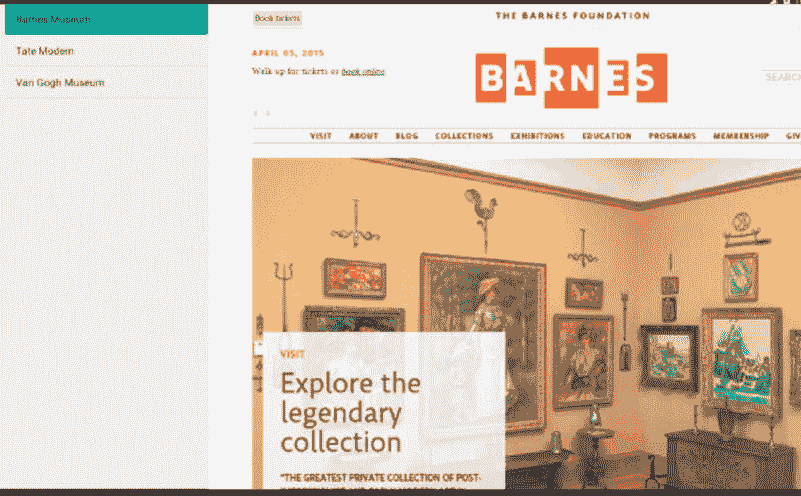 Barnes Museum
Tate Modern
Van Gogh Museum
Book tickets
THE BARNES FOUNDATION
APRIL 05, 2015
Walk up for tickets or book online
BARNES
SEARCH
VISIT ABOUT BLOG COLLECTIONS EXHIBITIONS EDUCATION PROGRAMS MEMBERSHIP GIV
VISIT
Explore the
legendary
collection
"THE GREATEST PRIVATE COLLECTION OF POST-